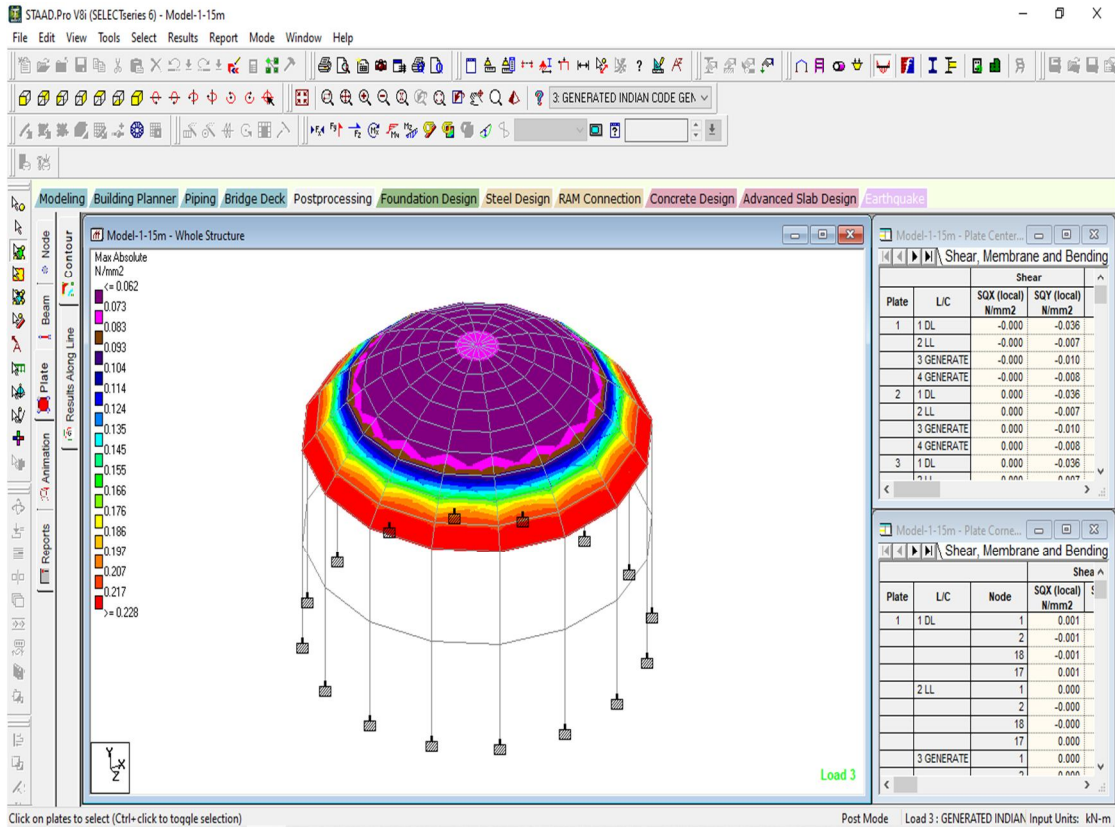 STAAD.Pro V8i (SELECTseries 6) - Model-1-15m
File Edit View Tools Select Results Report Mode Window Help
3: GENERATED INDIAN CODE GEN
Modeling Building Planner Piping Bridge Deck Postprocessing Foundation Design Steel Design RAM Connection Concrete Design Advanced Slab Design Earthquake
Node
Beam
Plate
Animation
Reports
Contour
Results Along Line
Model-1-15m - Whole Structure
Max Absolute
N/mm2
<= 0.062
0.073
0.083
0.093
0.104
0.114
0.124
0.135
0.145
0.155
0.166
0.176
0.186
0.197
0.207
0.217
>= 0.228
Y
X
Z
Load 3
Model-1-15m - Plate Center...
Shear, Membrane and Bending
Shear
Plate L/C SQX (local) N/mm2 SQY (local) N/mm2
1 1 DL -0.000 -0.036
2 LL -0.000 -0.007
3 GENERATE -0.000 -0.010
4 GENERATE -0.000 -0.008
2 1 DL 0.000 -0.036
2 LL 0.000 -0.007
3 GENERATE 0.000 -0.010
4 GENERATE 0.000 -0.008
3 1 DL 0.000 -0.036
Model-1-15m - Plate Corne...
Shear, Membrane and Bending
Shea
Plate L/C Node SQX (local) N/mm2
1 1 DL 1 0.001
2 -0.001
18 -0.001
17 0.001
2 LL 1 0.000
2 -0.000
18 -0.000
17 0.000
3 GENERATE 1 0.000
Click on plates to select (Ctrl+click to toggle selection)
Post Mode Load 3 : GENERATED INDIAN Input Units: kN-m